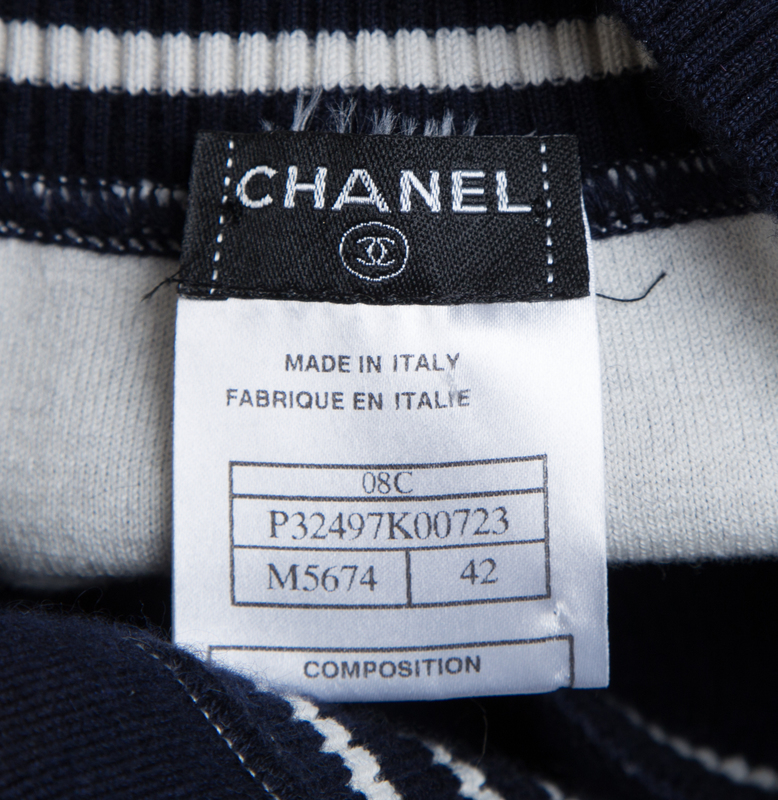 CHANEL
MADE IN ITALY
FABRIQUE EN ITALIE
08C
P32497K00723
M5674 42
COMPOSITION